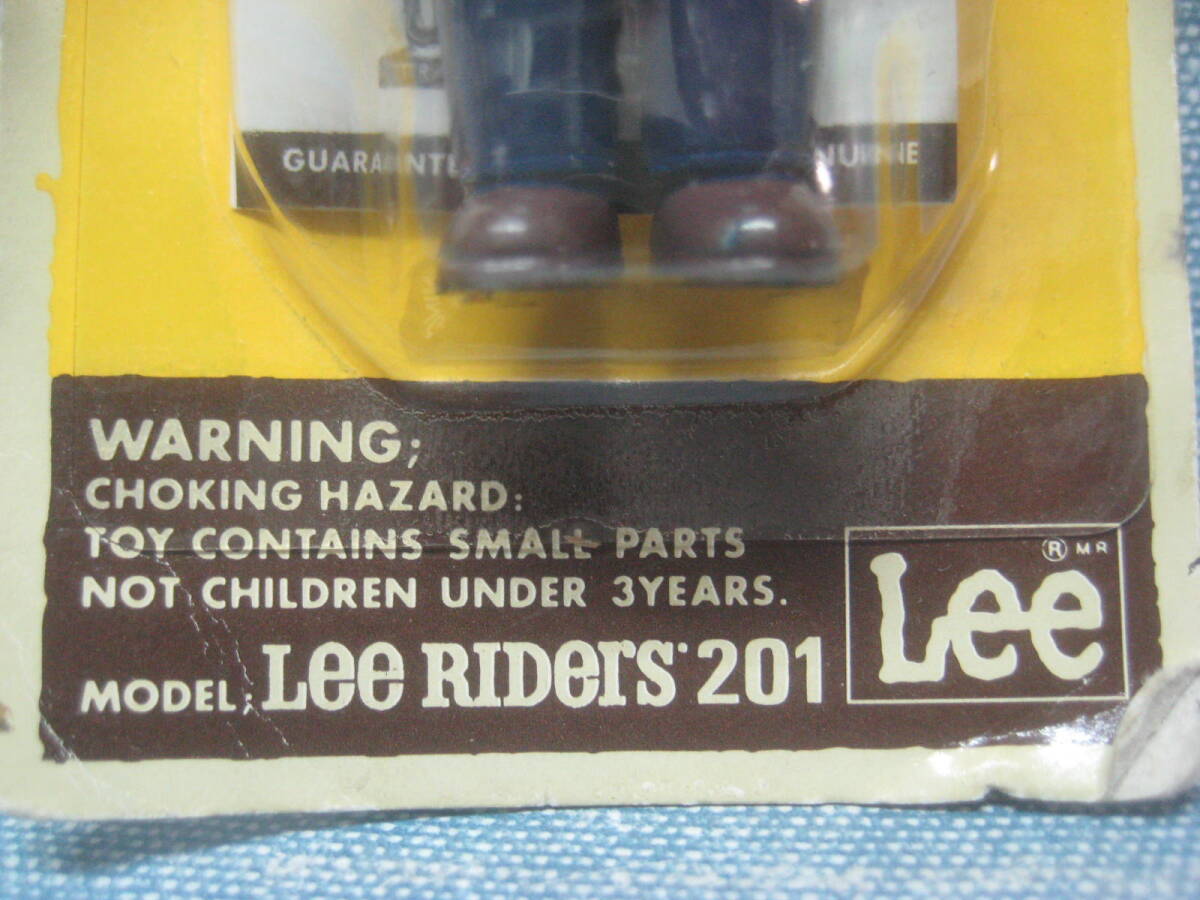 WARNING;
CHOKING HAZARD:
TOY CONTAINS SMALL PARTS
NOT CHILDREN UNDER 3YEARS.
MODEL; Lee RIDerS 201
Lee
® M R